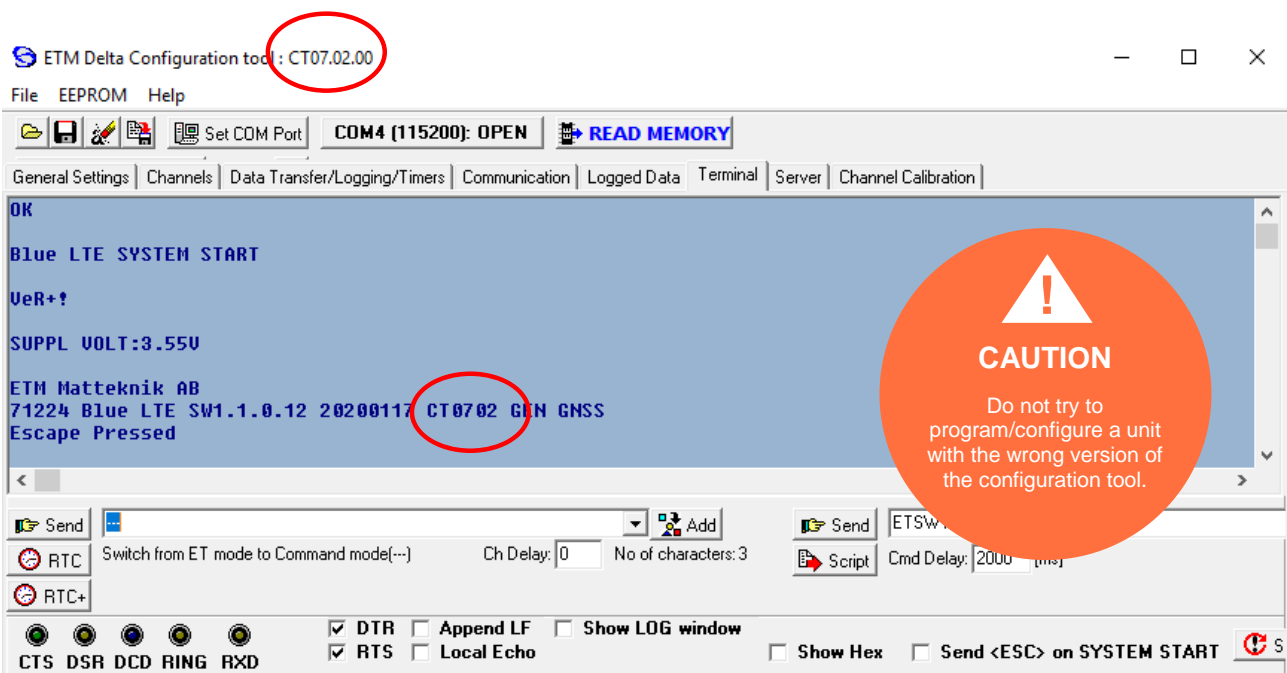 ETM Delta Configuration tool : CT07.02.00
File EEPROM Help
Set COM Port COM4 (115200): OPEN READ MEMORY
General Settings Channels Data Transfer/Logging/Timers Communication Logged Data Terminal Server Channel Calibration
OK
Blue LTE SYSTEM START
VeR+!
SUPPL VOLT:3.55V
ETM Matteknik AB
71224 Blue LTE SW1.1.0.12 20200117 CT0702 GEN GNSS
Escape Pressed
!
CAUTION
Do not try to
program/configure a unit
with the wrong version of
the configuration tool.
Send --- Add Send
RTC Switch from ET mode to Command mode(---) Ch Delay: 0 No of characters: 3 Script Cmd Delay: 2000 [ms]
RTC+
DTR Append LF Show LOG window
RTS Local Echo Show Hex Send <ESC> on SYSTEM START S
CTS DSR DCD RING RXD